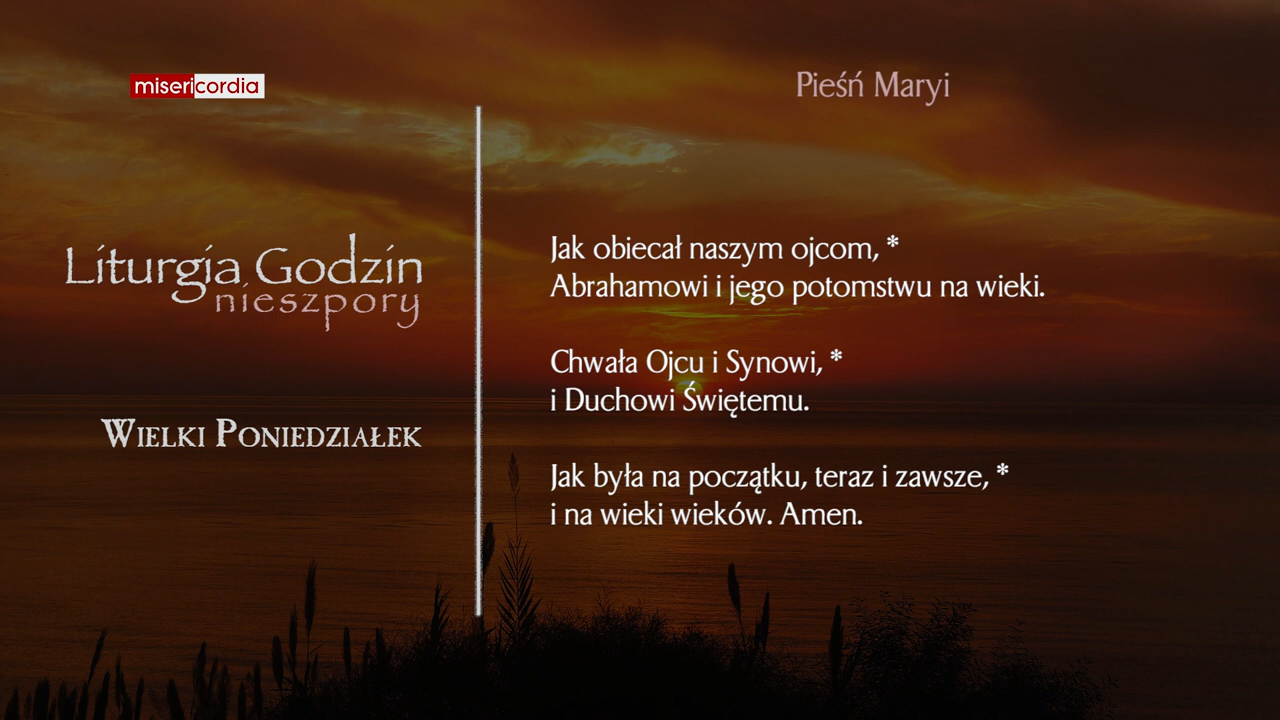 misericordia
Pieśń Maryi
Liturgia Godzin
nieszpory
Wielki Poniedziałek
Jak obiecał naszym ojcom, *
Abrahamowi i jego potomstwu na wieki.
Chwała Ojcu i Synowi, *
i Duchowi Świętemu.
Jak była na początku, teraz i zawsze, *
i na wieki wieków. Amen.